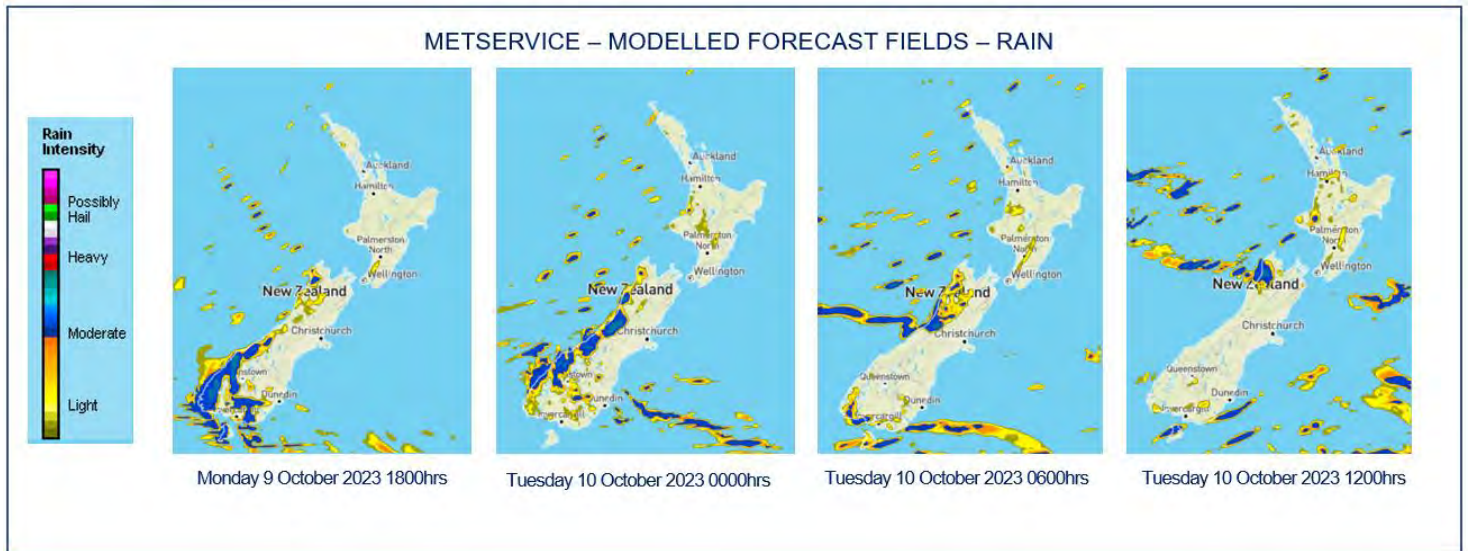 METSERVICE – MODELLED FORECAST FIELDS – RAIN
Rain
Intensity
Possibly
Hail
Heavy
Moderate
Light
Auckland
Hamilton
Palmerston
North
Wellington
New Zealand
Christchurch
nstown
Dunedin
Monday 9 October 2023 1800hrs
Auckland
Hamilton
Palmerston
North
Wellington
New Zealand
Christchurch
stown
Dunedin
Invercargill
Tuesday 10 October 2023 0000hrs
Auckland
Hamilton
Palmerston
North
Wellington
New Zealand
Christchurch
Queenstown
Dunedin
Invercargill
Tuesday 10 October 2023 0600hrs
Auckland
Hamilton
Palmerston
North
Wellington
New Zealand
Christchurch
Queenstown
Dunedin
Invercargill
Tuesday 10 October 2023 1200hrs